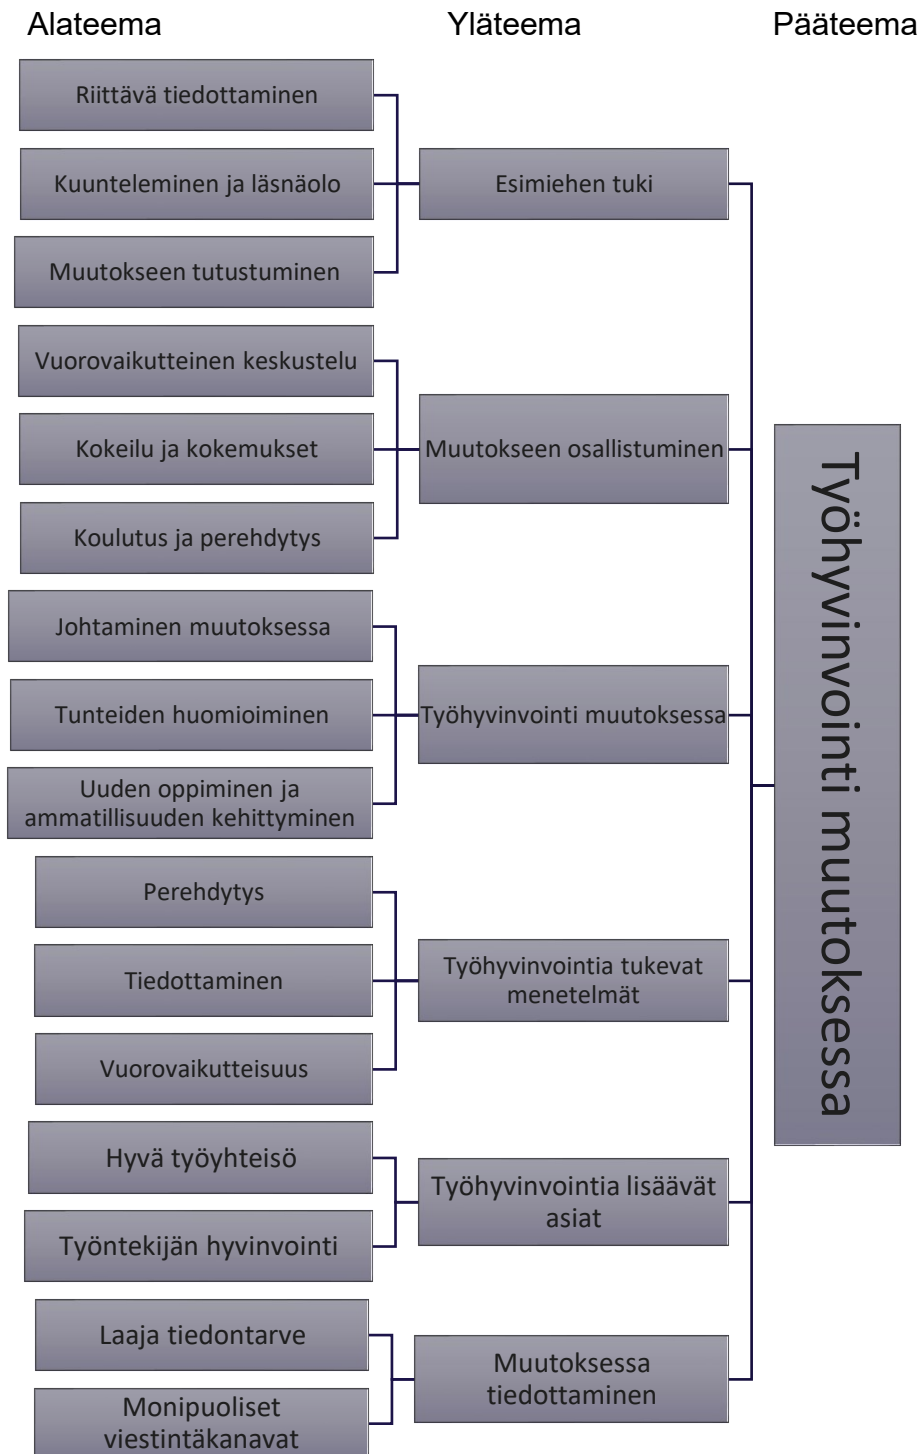 Alateema
Yläteema
Pääteema
Riittävä tiedottaminen
Kuunteleminen ja läsnäolo
Muutokseen tutustuminen
Esimiehen tuki
Vuorovaikutteinen keskustelu
Kokeilu ja kokemukset
Koulutus ja perehdytys
Muutokseen osallistuminen
Johtaminen muutoksessa
Tunteiden huomioiminen
Uuden oppiminen ja
ammatillisuuden kehittyminen
Työhyvinvointi muutoksessa
Perehdytys
Tiedottaminen
Vuorovaikutteisuus
Työhyvinvointia tukevat
menetelmät
Hyvä työyhteisö
Työntekijän hyvinvointi
Työhyvinvointia lisäävät
asiat
Laaja tiedontarve
Monipuoliset
viestintäkanavat
Muutoksessa
tiedottaminen
Työhyvinvointi muutoksessa